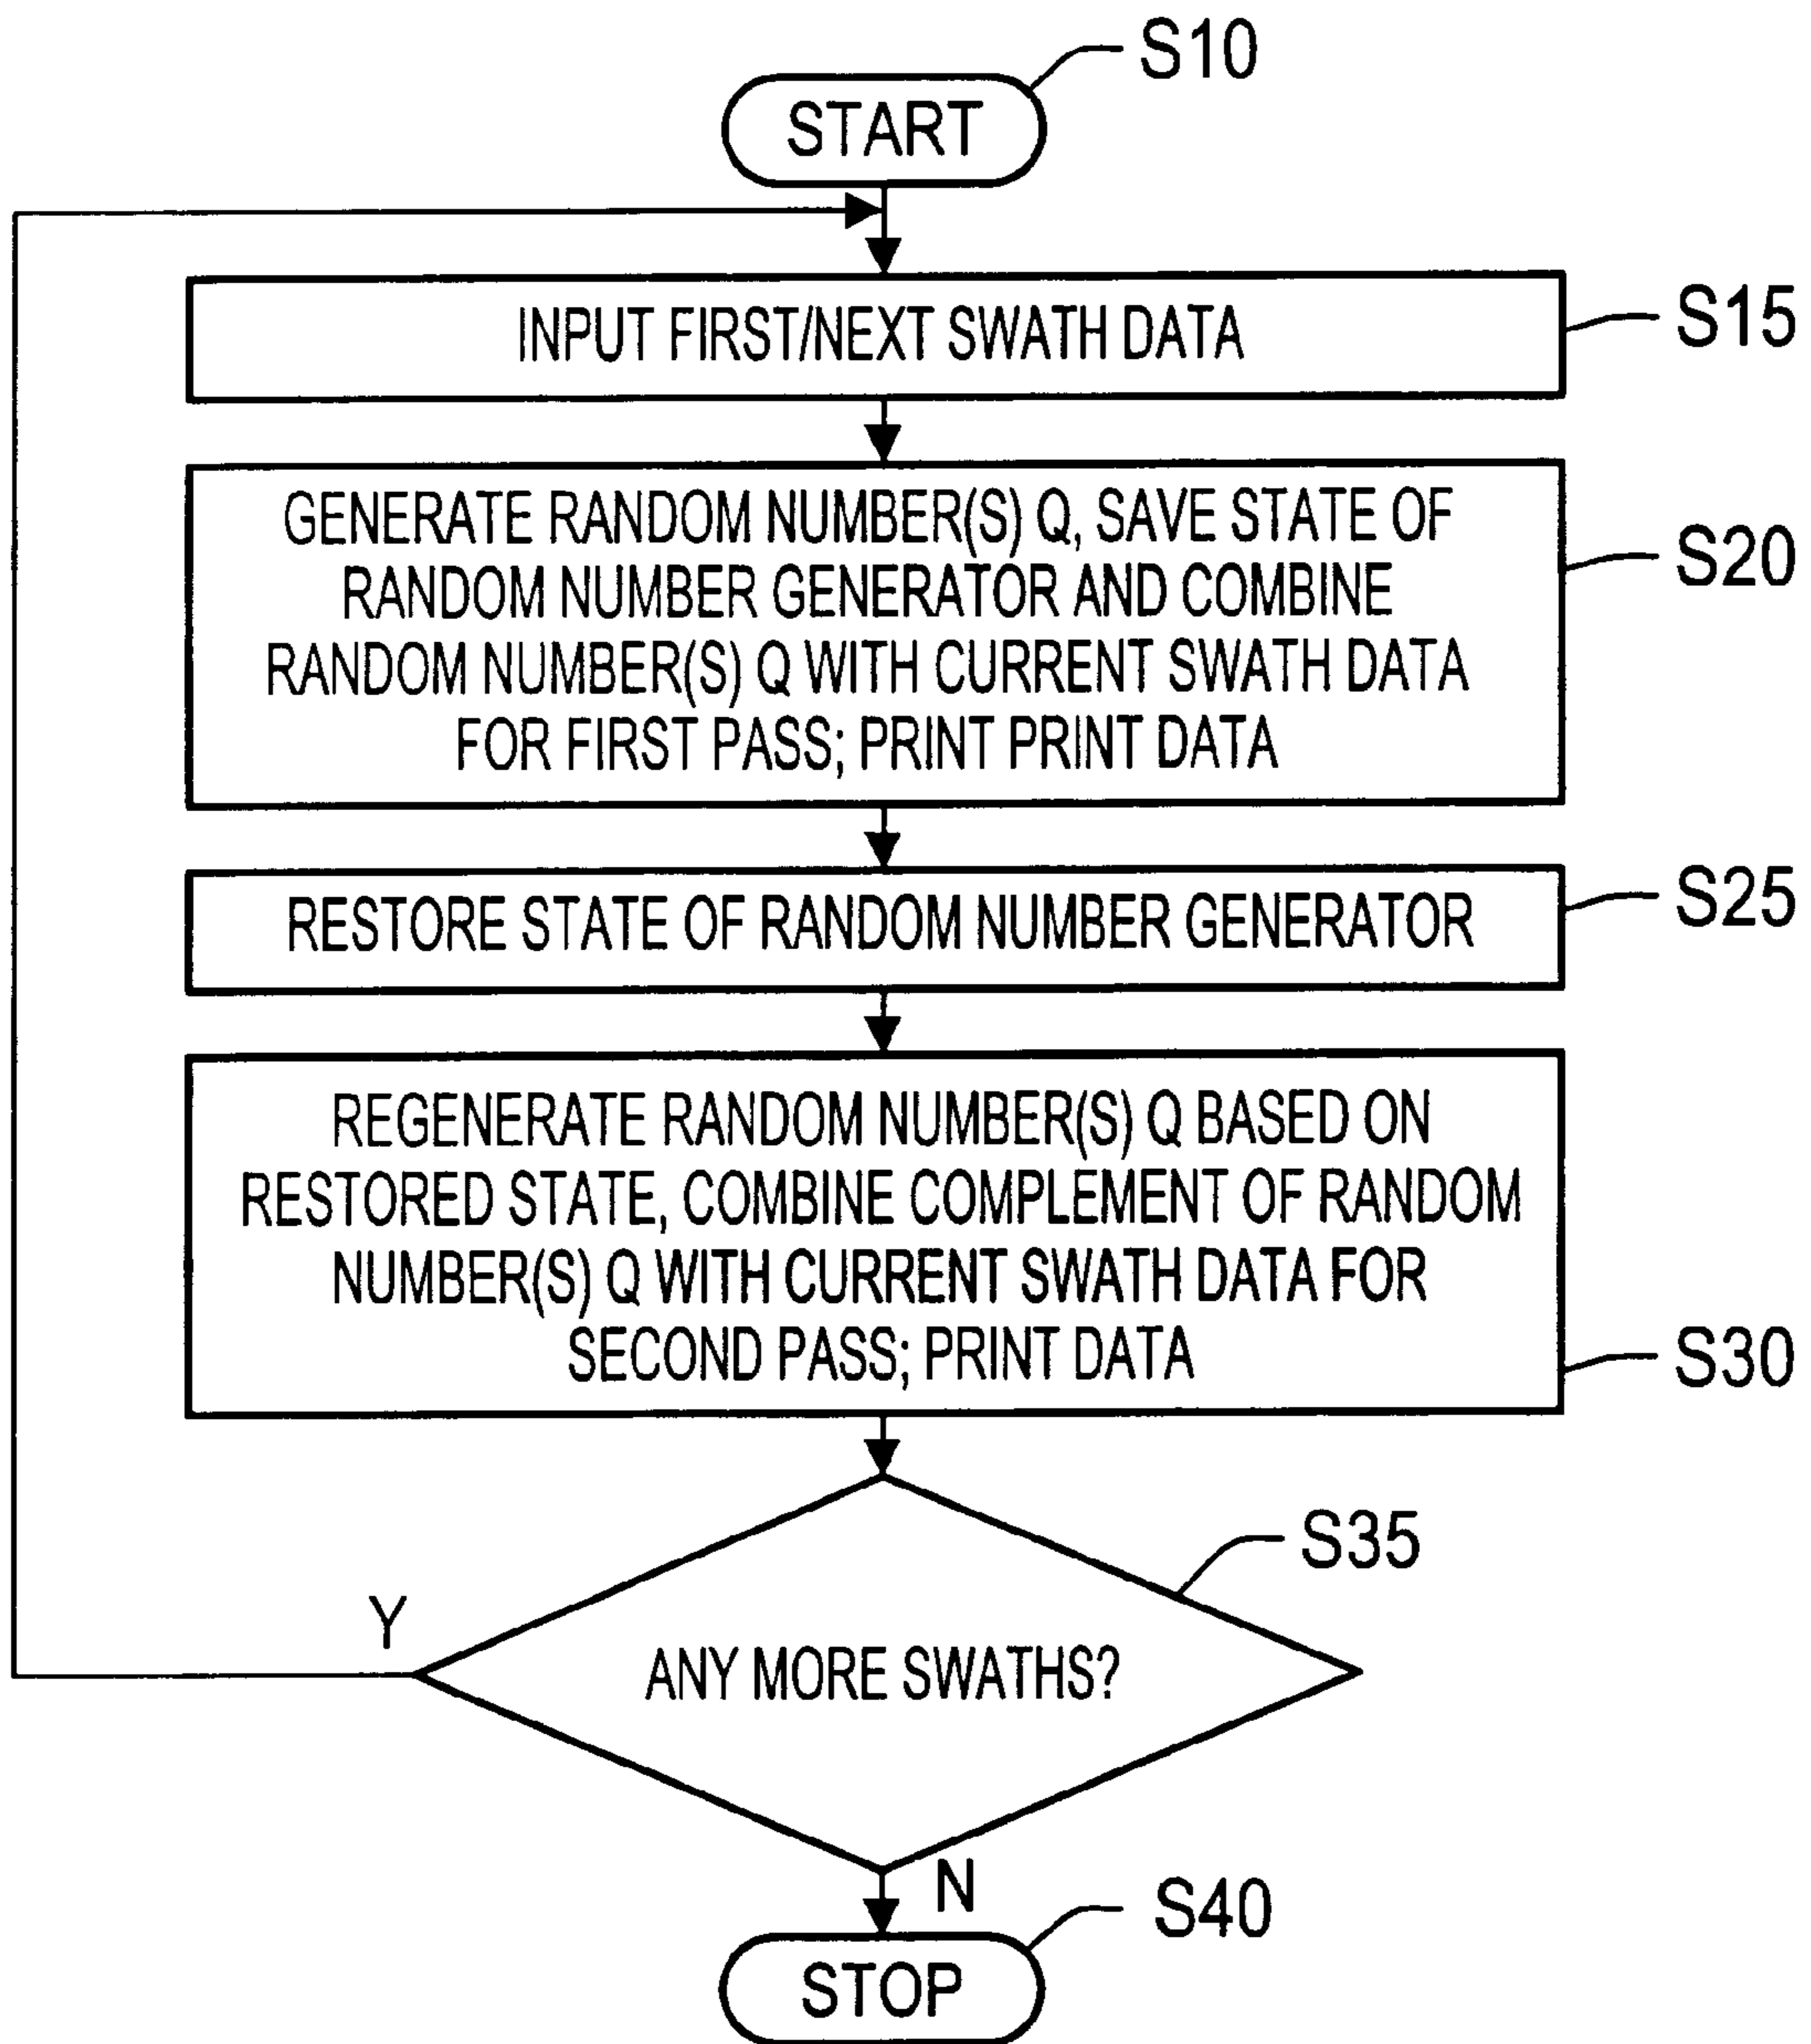 S10
START
INPUT FIRST/NEXT SWATH DATA
S15
GENERATE RANDOM NUMBER(S) Q, SAVE STATE OF
RANDOM NUMBER GENERATOR AND COMBINE
RANDOM NUMBER(S) Q WITH CURRENT SWATH DATA
FOR FIRST PASS; PRINT PRINT DATA
S20
RESTORE STATE OF RANDOM NUMBER GENERATOR
S25
REGENERATE RANDOM NUMBER(S) Q BASED ON
RESTORED STATE, COMBINE COMPLEMENT OF RANDOM
NUMBER(S) Q WITH CURRENT SWATH DATA FOR
SECOND PASS; PRINT DATA
S30
S35
Y
ANY MORE SWATHS?
N
S40
STOP